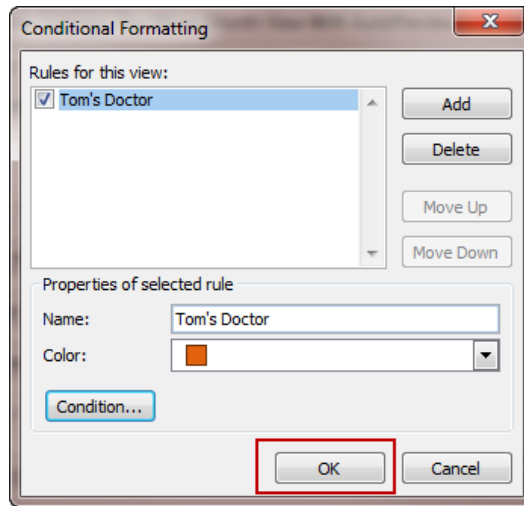 Conditional Formatting
Rules for this view:
Tom's Doctor
Add
Delete
Move Up
Move Down
Properties of selected rule
Name: Tom's Doctor
Color:
Condition...
OK Cancel